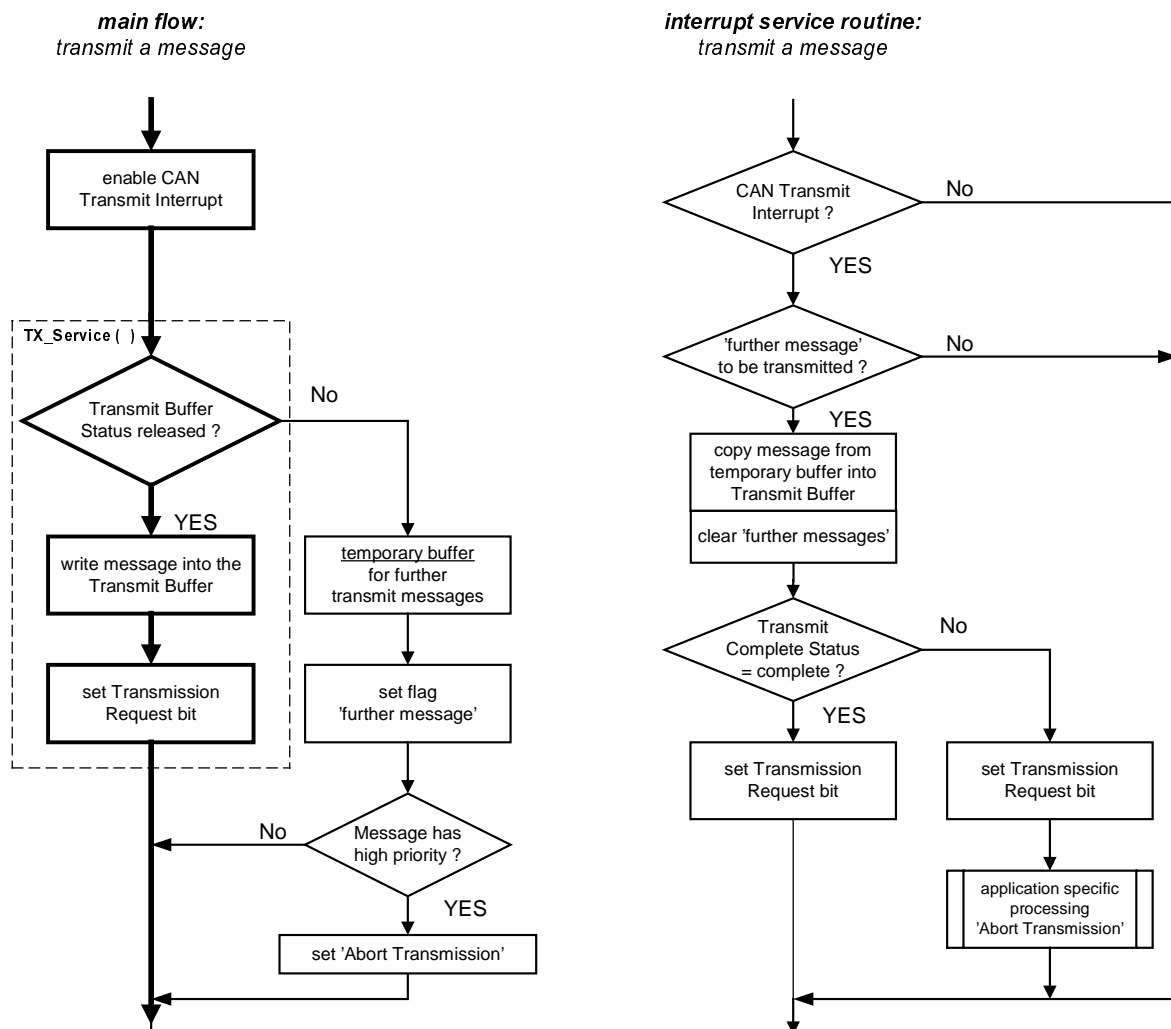 main flow:
transmit a message
enable CAN
Transmit Interrupt
TX_Service ( )
Transmit Buffer
Status released ?
No
YES
write message into the
Transmit Buffer
temporary buffer
for further
transmit messages
set Transmission
Request bit
set flag
'further message'
No
Message has
high priority ?
YES
set 'Abort Transmission'
interrupt service routine:
transmit a message
CAN Transmit
Interrupt ?
No
YES
'further message'
to be transmitted ?
No
YES
copy message from
temporary buffer into
Transmit Buffer
clear 'further messages'
Transmit
Complete Status
= complete ?
No
YES
set Transmission
Request bit
set Transmission
Request bit
application specific
processing
'Abort Transmission'